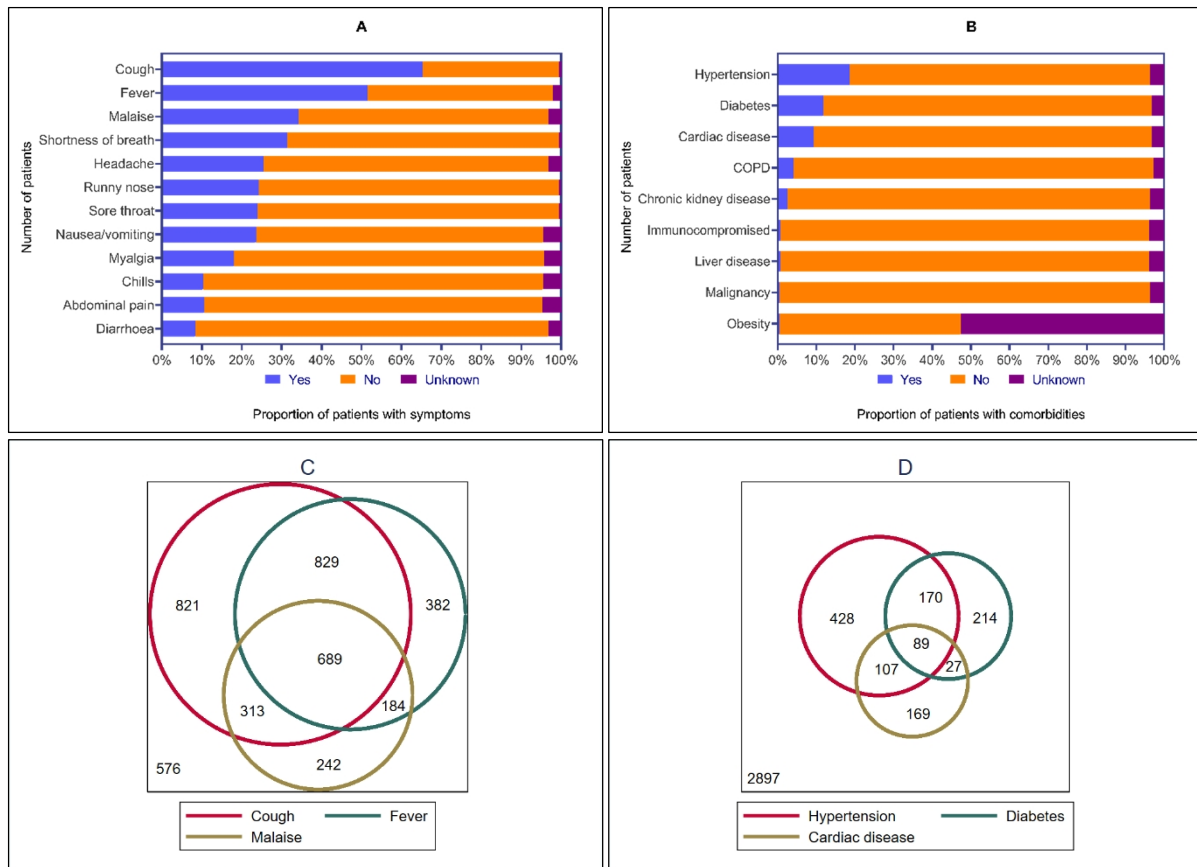 A
Number of patients
Cough
Fever
Malaise
Shortness of breath
Headache
Runny nose
Sore throat
Nausea/vomiting
Myalgia
Chills
Abdominal pain
Diarrhoea
0% 10% 20% 30% 40% 50% 60% 70% 80% 90% 100%
Yes No Unknown
Proportion of patients with symptoms
B
Number of patients
Hypertension
Diabetes
Cardiac disease
COPD
Chronic kidney disease
Immunocompromised
Liver disease
Malignancy
Obesity
0% 10% 20% 30% 40% 50% 60% 70% 80% 90% 100%
Yes No Unknown
Proportion of patients with comorbidities
C
829
821 382
689
313 184
242
576
Cough Fever
Malaise
D
170
428 214
89
107 27
169
2897
Hypertension Diabetes
Cardiac disease